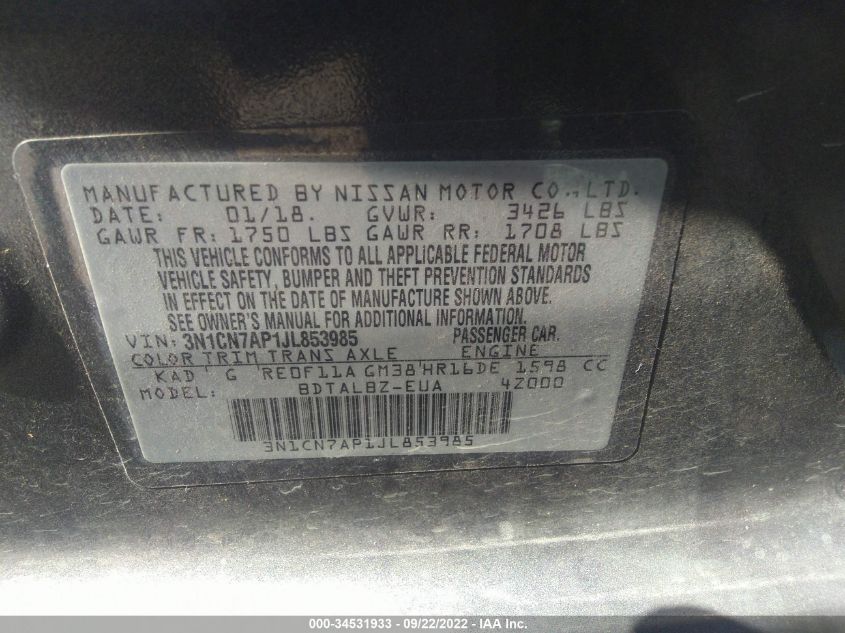 MANUFACTURED BY NISSAN MOTOR CO.,LTD.
DATE: 01/18. GVWR: 3426 LBS
GAWR FR: 1750 LBS GAWR RR: 1708 LBS
THIS VEHICLE CONFORMS TO ALL APPLICABLE FEDERAL MOTOR
VEHICLE SAFETY, BUMPER AND THEFT PREVENTION STANDARDS
IN EFFECT ON THE DATE OF MANUFACTURE SHOWN ABOVE.
SEE OWNER'S MANUAL FOR ADDITIONAL INFORMATION.
VIN: 3N1CN7AP1JL853985 PASSENGER CAR.
COLOR TRIM TRANS AXLE ENGINE
KAD G RE0F11A GM38 HR16DE 1598 CC
MODEL: BDTALBZ-EUA 4Z000
3N1CN7AP1JL853985
000-34531933 - 09/22/2022 - IAA Inc.